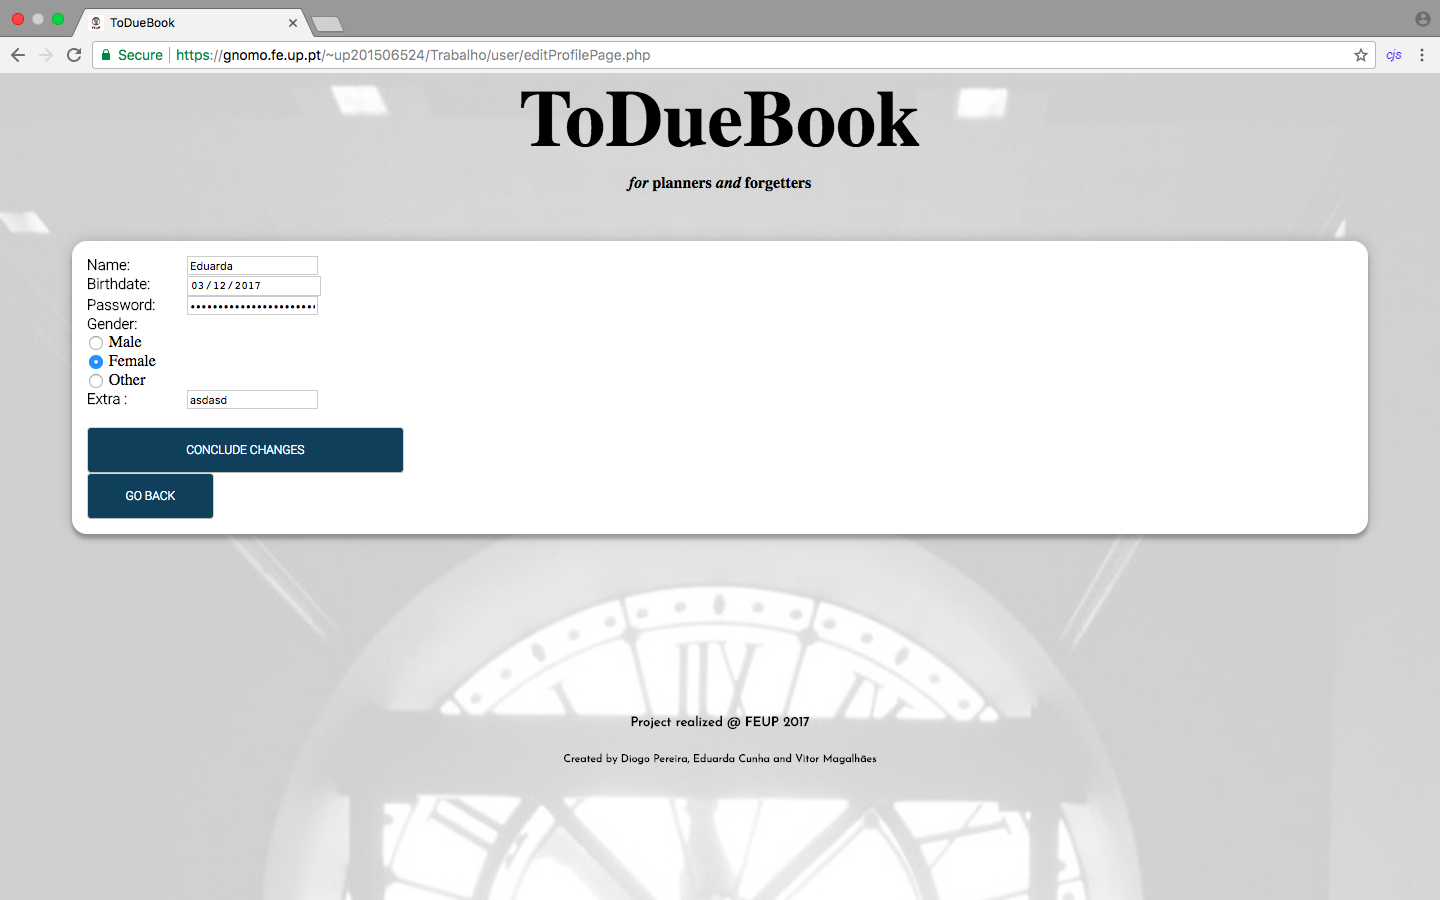 ToDueBook
Secure https://gnomo.fe.up.pt/~up201506524/Trabalho/user/editProfilePage.php cjs
ToDueBook
for planners and forgetters
Name: Eduarda
Birthdate: 03/12/2017
Password: •••••••••••••••••••••••
Gender:
Male
Female
Other
Extra : asdasd
CONCLUDE CHANGES
GO BACK
Project realized @ FEUP 2017
Created by Diogo Pereira, Eduarda Cunha and Vitor Magalhães